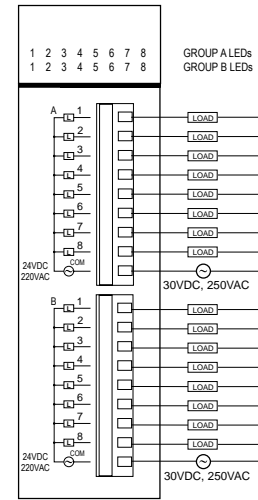 1 2 3 4 5 6 7 8 GROUP A LEDs
1 2 3 4 5 6 7 8 GROUP B LEDs
A L 1 LOAD
L 2 LOAD
L 3 LOAD
L 4 LOAD
L 5 LOAD
L 6 LOAD
L 7 LOAD
L 8 LOAD
24VDC COM
220VAC
30VDC, 250VAC
B L 1 LOAD
L 2 LOAD
L 3 LOAD
L 4 LOAD
L 5 LOAD
L 6 LOAD
L 7 LOAD
L 8 LOAD
24VDC COM
220VAC
30VDC, 250VAC